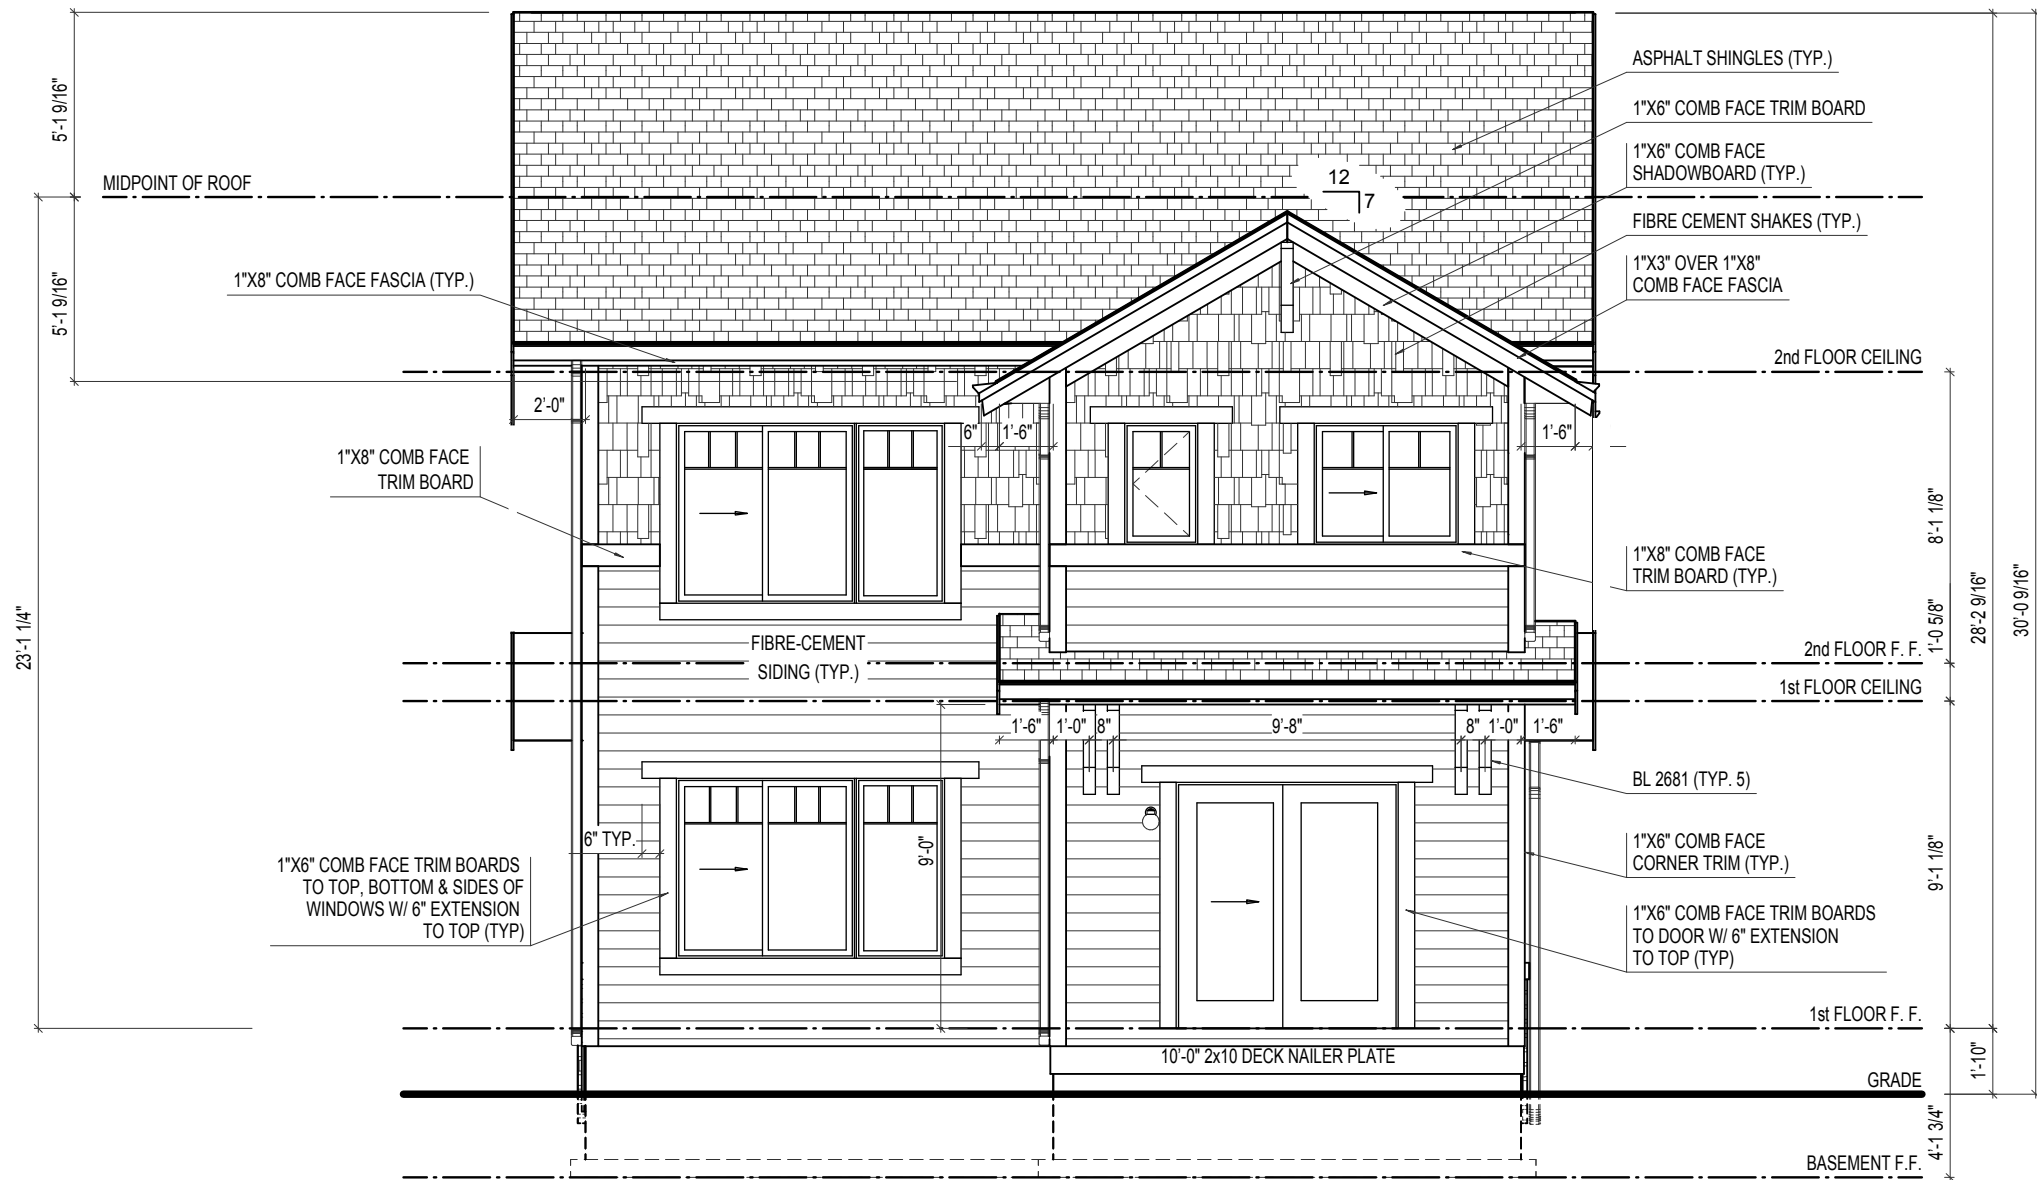 5'-1 9/16"
MIDPOINT OF ROOF
5'-1 9/16"
1"X8" COMB FACE FASCIA (TYP.)
2'-0"
1"X8" COMB FACE
TRIM BOARD
23'-1 1/4"
FIBRE-CEMENT
SIDING (TYP.)
6" TYP.
9'-0"
1"X6" COMB FACE TRIM BOARDS
TO TOP, BOTTOM & SIDES OF
WINDOWS W/ 6" EXTENSION
TO TOP (TYP)
12
7
6"
1'-6"
1'-6"
1'-6"
1'-0"
8"
9'-8"
8"
1'-0"
1'-6"
10'-0" 2x10 DECK NAILER PLATE
ASPHALT SHINGLES (TYP.)
1"X6" COMB FACE TRIM BOARD
1"X6" COMB FACE
SHADOWBOARD (TYP.)
FIBRE CEMENT SHAKES (TYP.)
1"X3" OVER 1"X8"
COMB FACE FASCIA
2nd FLOOR CEILING
1"X8" COMB FACE
TRIM BOARD (TYP.)
2nd FLOOR F. F.
1st FLOOR CEILING
BL 2681 (TYP. 5)
1"X6" COMB FACE
CORNER TRIM (TYP.)
1"X6" COMB FACE TRIM BOARDS
TO DOOR W/ 6" EXTENSION
TO TOP (TYP)
1st FLOOR F. F.
GRADE
BASEMENT F.F.
8'-1 1/8"
1'-0 5/8"
9'-1 1/8"
4'-1 3/4"
28'-2 9/16"
1'-10"
30'-0 9/16"